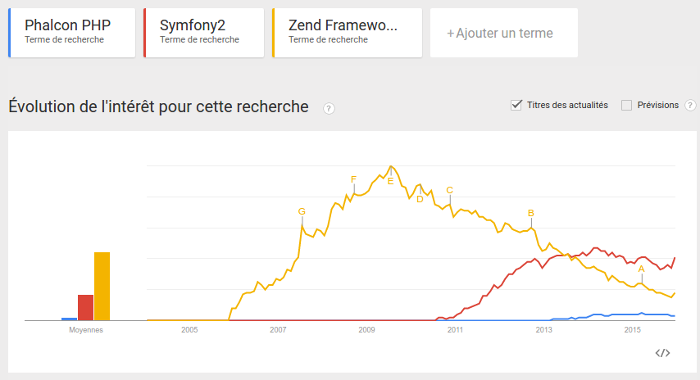 Phalcon PHP
Terme de recherche
Symfony2
Terme de recherche
Zend Framewo...
Terme de recherche
+Ajouter un terme
Évolution de l'intérêt pour cette recherche ?
Titres des actualités
Prévisions ?
G
F
E
D
C
B
A
Moyennes
2005
2007
2009
2011
2013
2015
</>